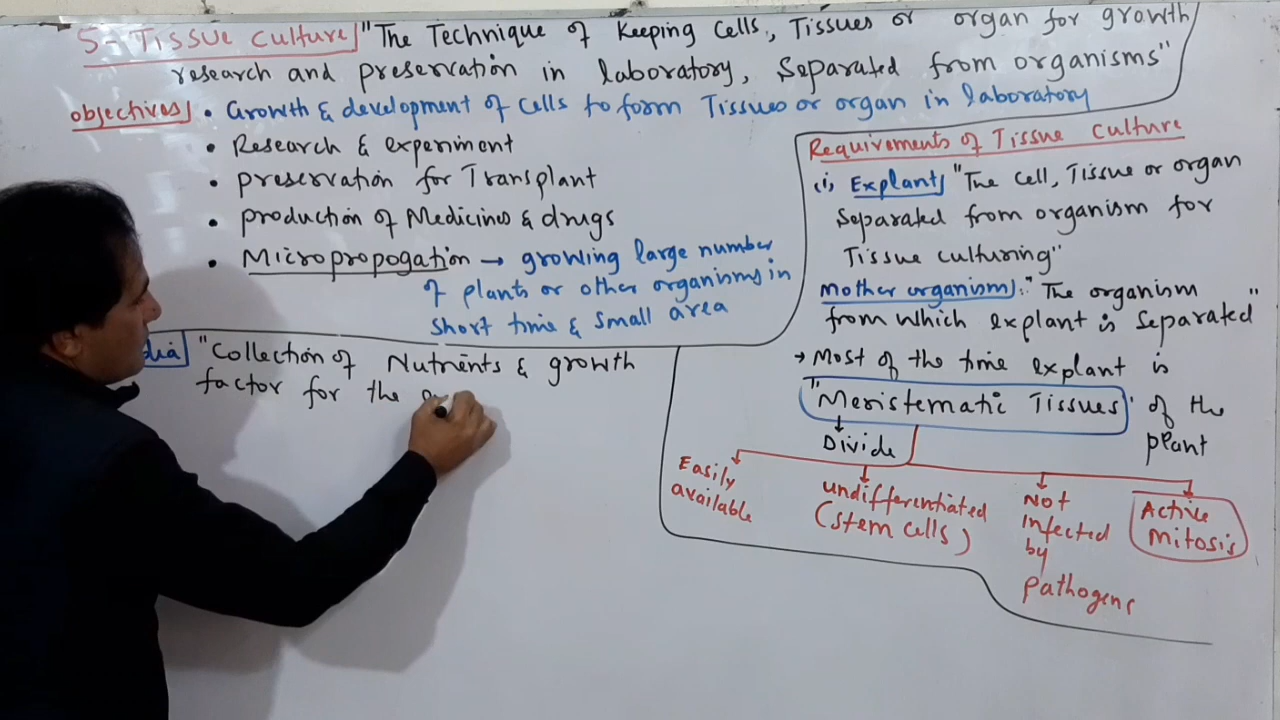 5- Tissue culture "The Technique of Keeping Cells, Tissues or organ for growth
research and preservation in laboratory, Separated from organisms"
objectives • Growth & development of cells to form Tissues or organ in laboratory
• Research & experiment
• preservation for Transplant
• production of Medicines & drugs
• Micropropogation → growing large number
of plants or other organisms in
short time & small area
"Collection of Nutrients & growth
factor for the
Requirements of Tissue culture
(i) Explant "The cell, Tissue or organ
Separated from organism for
Tissue culturing"
Mother organism: "The organism
from which explant is separated"
→ Most of the time explant is
"Meristematic Tissues" of the
plant
Divide
Easily
available
undifferentiated
(stem cells)
Not
infected
by
pathogens
Active
Mitosis